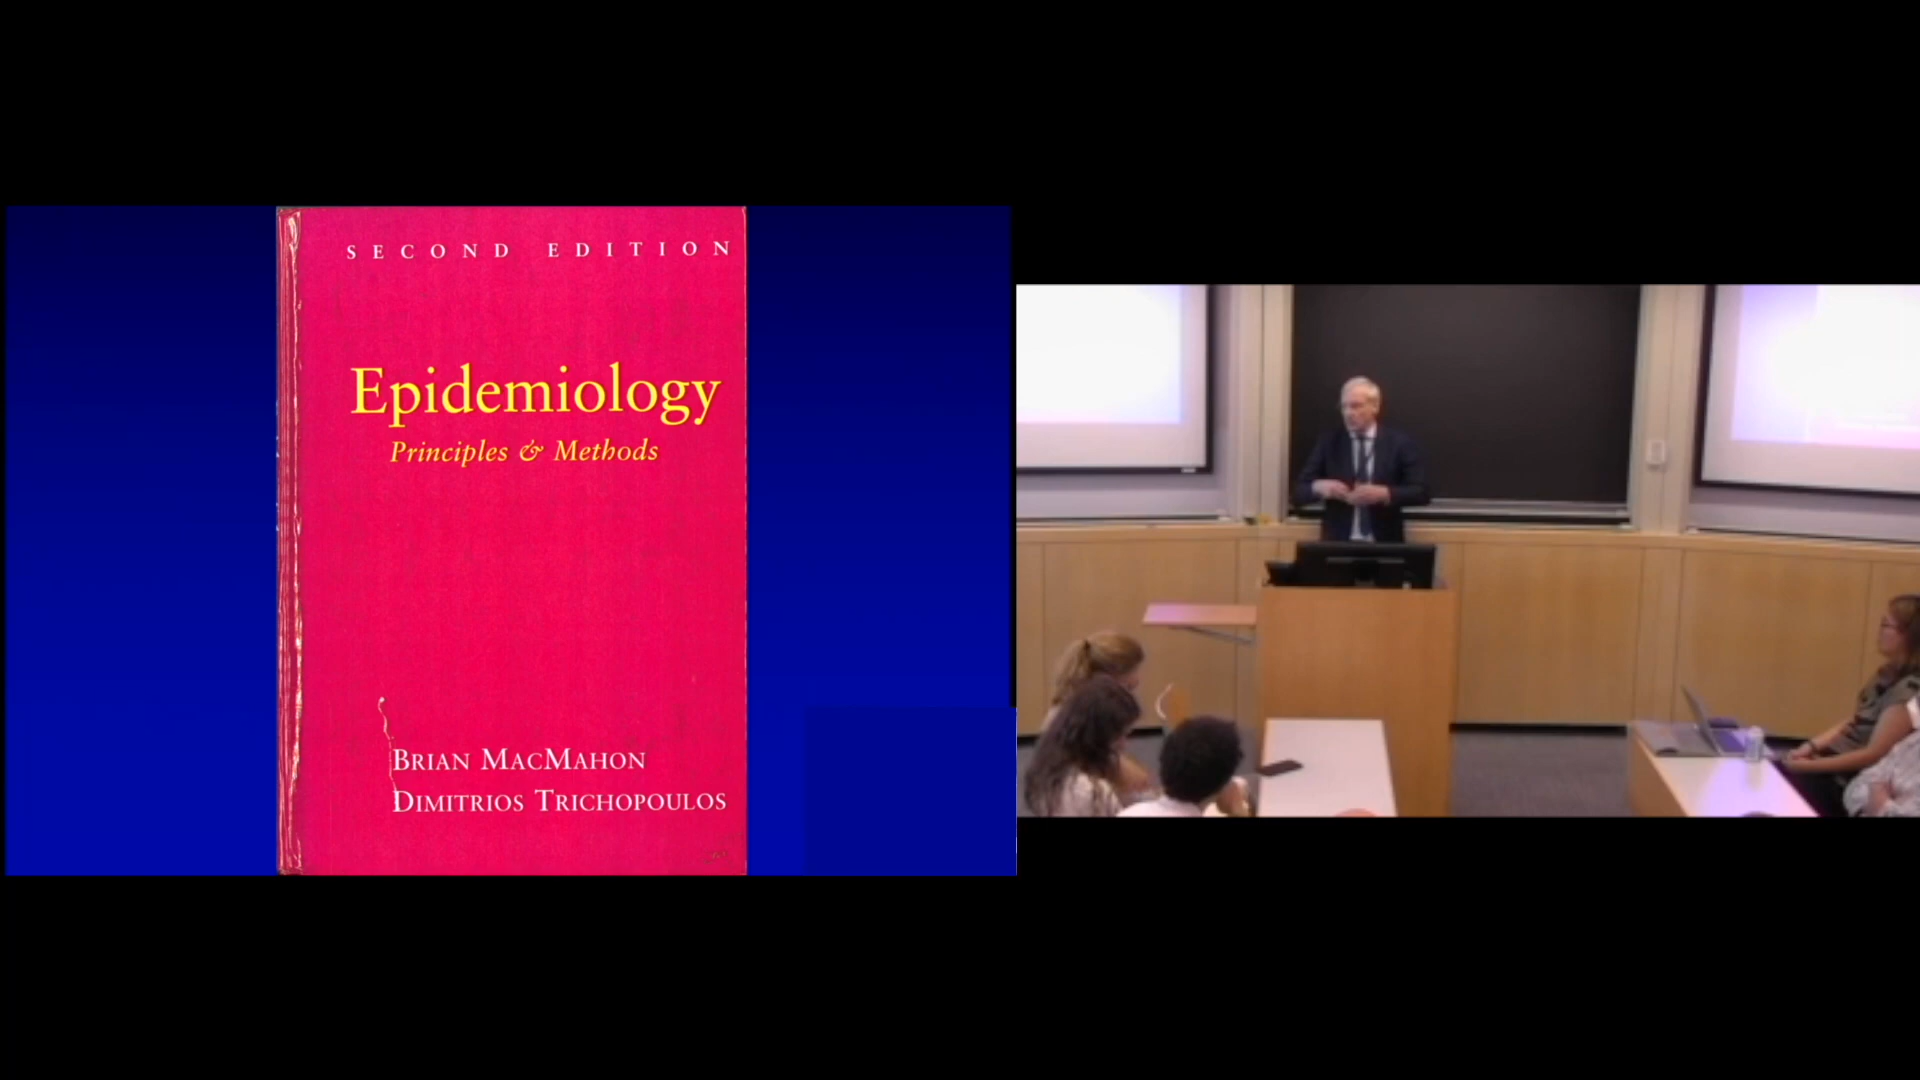 SECOND EDITION
Epidemiology
Principles & Methods
BRIAN MACMAHON
DIMITRIOS TRICHOPOULOS